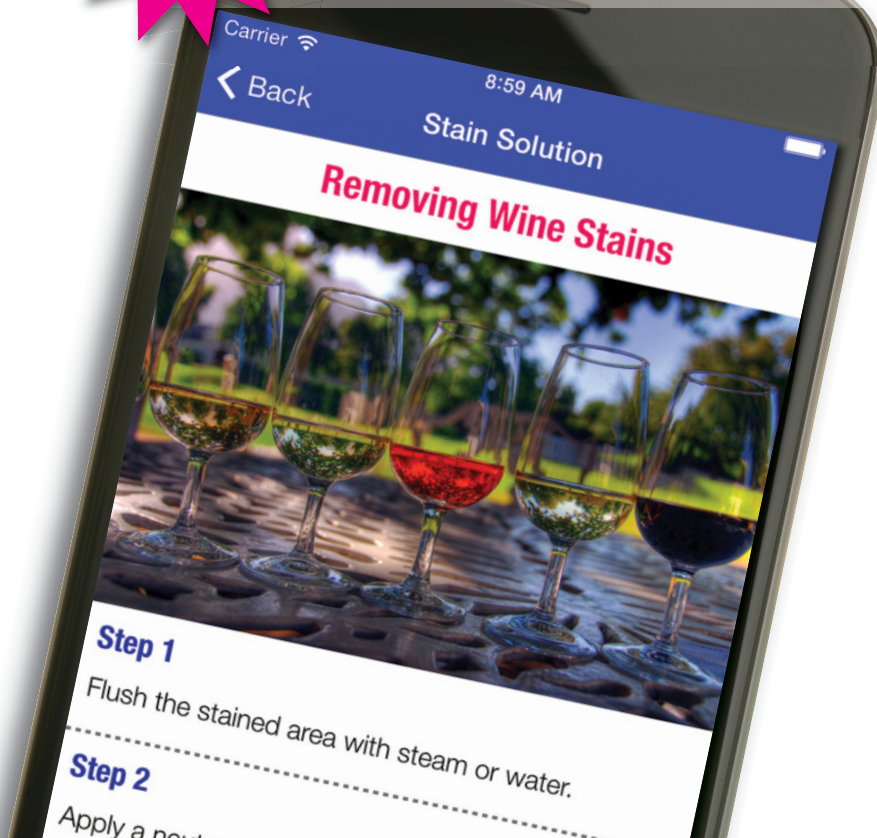 Carrier
8:59 AM
Back
Stain Solution
Removing Wine Stains
Step 1
Flush the stained area with steam or water.
Step 2
Apply a